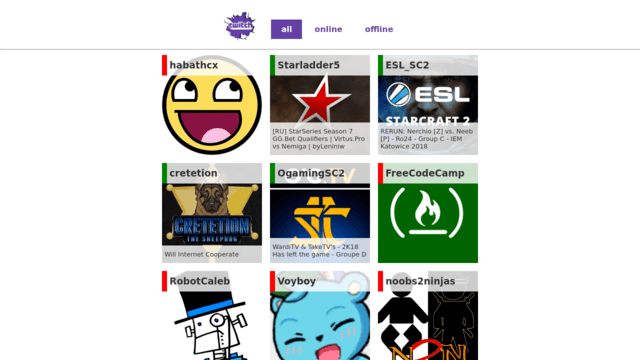 twitch
all online offline
habathcx
Starladder5
[RU] StarSeries Season 7
GG.Bet Qualifiers | Virtus.Pro
vs Nemiga | byLeniniw
ESL_SC2
ESL
STARCRAFT 2
RERUN: Nerchio [Z] vs. Neeb
[P] - Ro24 - Group C - IEM
Katowice 2018
cretetion
CRETETION
THE SHEEPDOG
Will Internet Cooperate
OgamingSC2
WardiTV & TakeTV's - 2K18
Has left the game - Groupe D
FreeCodeCamp
RobotCaleb
Voyboy
noobs2ninjas